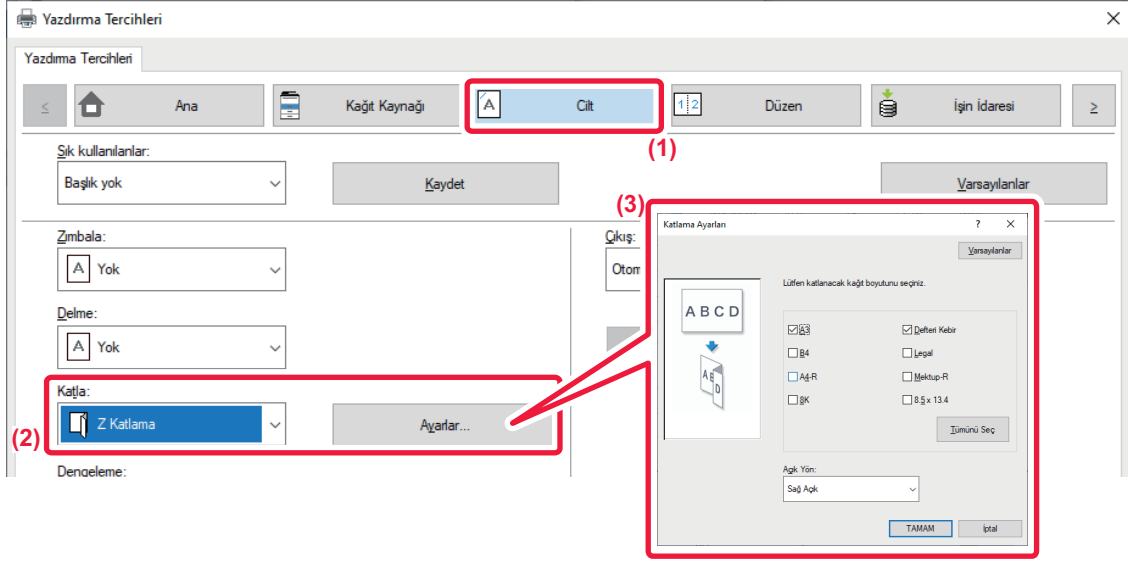 Yazdırma Tercihleri
Yazdırma Tercihleri
< Ana Kağıt Kaynağı A Cilt 1 2 Düzen İşin İdaresi >
(1)
Sık kullanılanlar:
Başlık yok Kaydet Varsayılanlar
Zımbala:
A Yok
Delme:
A Yok
Katla:
(2)
Z Katlama Ayarlar...
Dengeleme:
Çıkış:
Otom
(3)
Katlama Ayarları ? X
Varsayılanlar
Lütfen katlanacak kağıt boyutunu seçiniz.
A B C D
A B D
A3 Defteri Kebir
B4 Legal
A4-R Mektup-R
8K 8.5 x 13.4
Tümünü Seç
Açık Yön:
Sağ Açık
TAMAM İptal